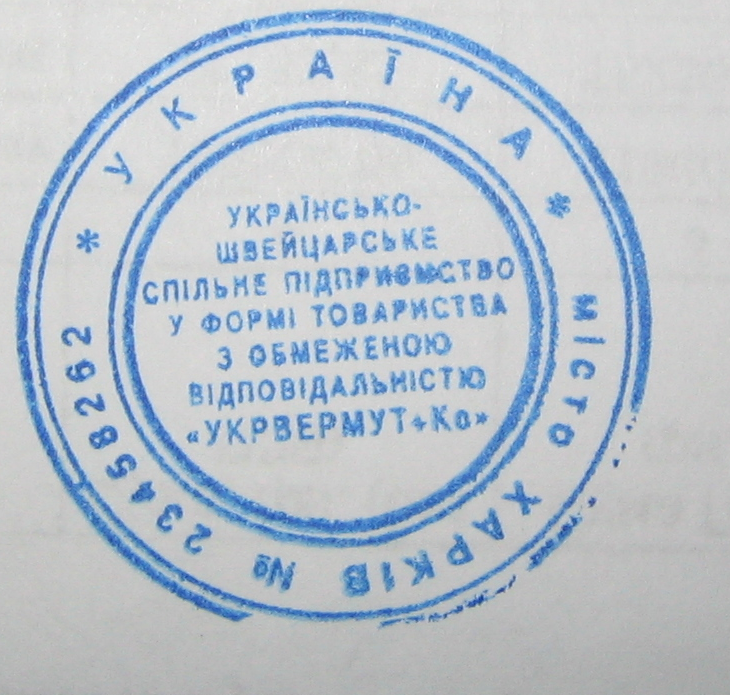 * УКРАЇНА *
МІСТО ХАРКІВ № 23458262
УКРАЇНСЬКО-
ШВЕЙЦАРСЬКЕ
СПІЛЬНЕ ПІДПРИЄМСТВО
У ФОРМІ ТОВАРИСТВА
З ОБМЕЖЕНОЮ
ВІДПОВІДАЛЬНІСТЮ
«УКРВЕРМУТ+Ко»